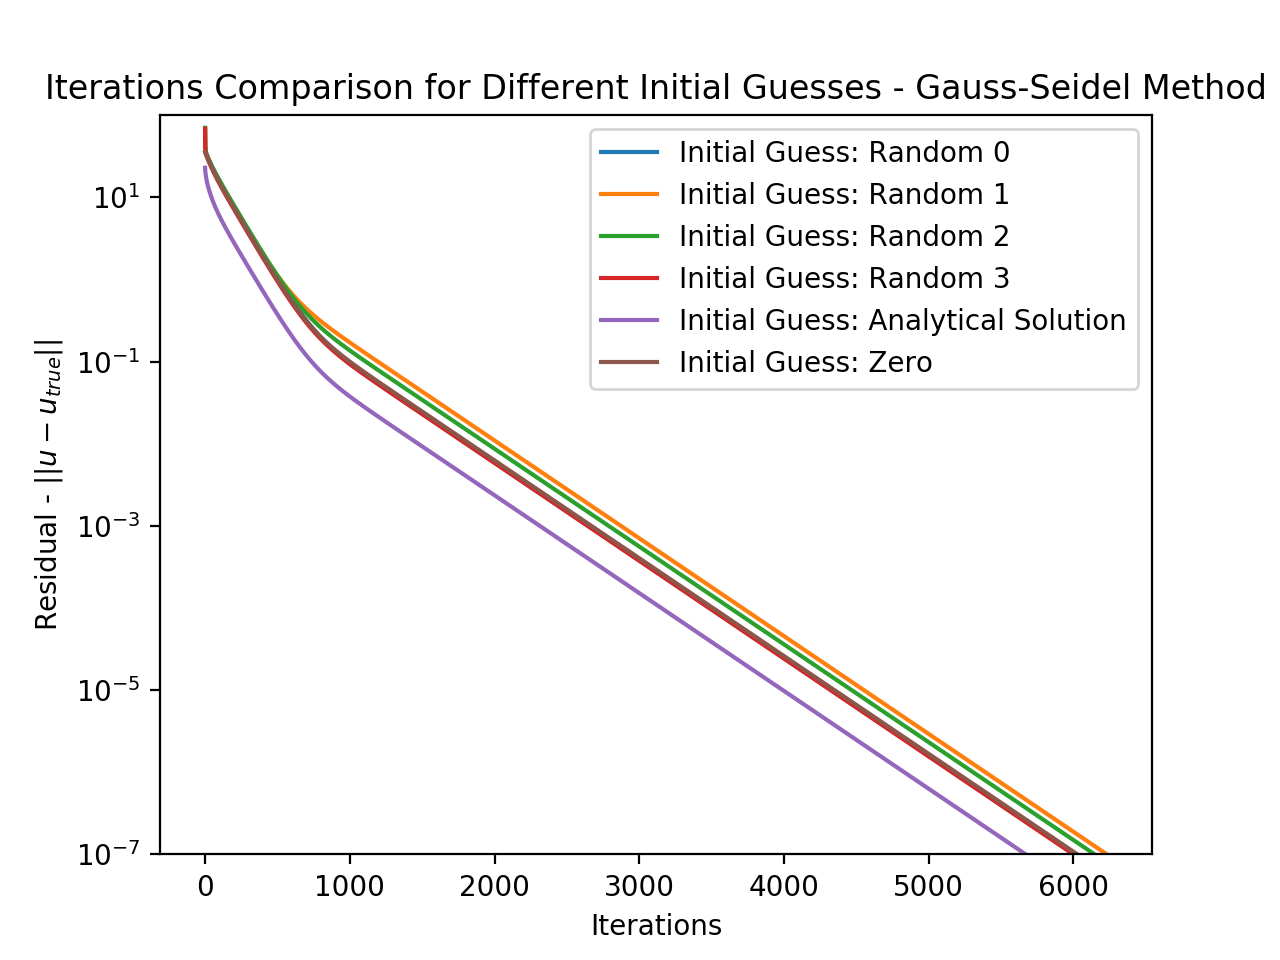 Iterations Comparison for Different Initial Guesses - Gauss-Seidel Method
Initial Guess: Random 0
Initial Guess: Random 1
Initial Guess: Random 2
Initial Guess: Random 3
Initial Guess: Analytical Solution
Initial Guess: Zero
Residual - ||u − u_{true}||
10^{1}
10^{−1}
10^{−3}
10^{−5}
10^{−7}
0 1000 2000 3000 4000 5000 6000
Iterations